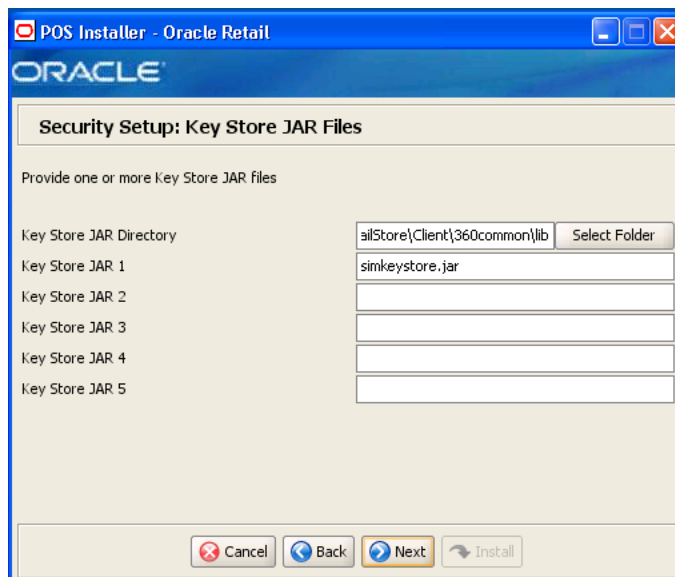 POS Installer - Oracle Retail
ORACLE
Security Setup: Key Store JAR Files
Provide one or more Key Store JAR files
Key Store JAR Directory ailStore\Client\360common\lib Select Folder
Key Store JAR 1 simkeystore.jar
Key Store JAR 2
Key Store JAR 3
Key Store JAR 4
Key Store JAR 5
Cancel Back Next Install